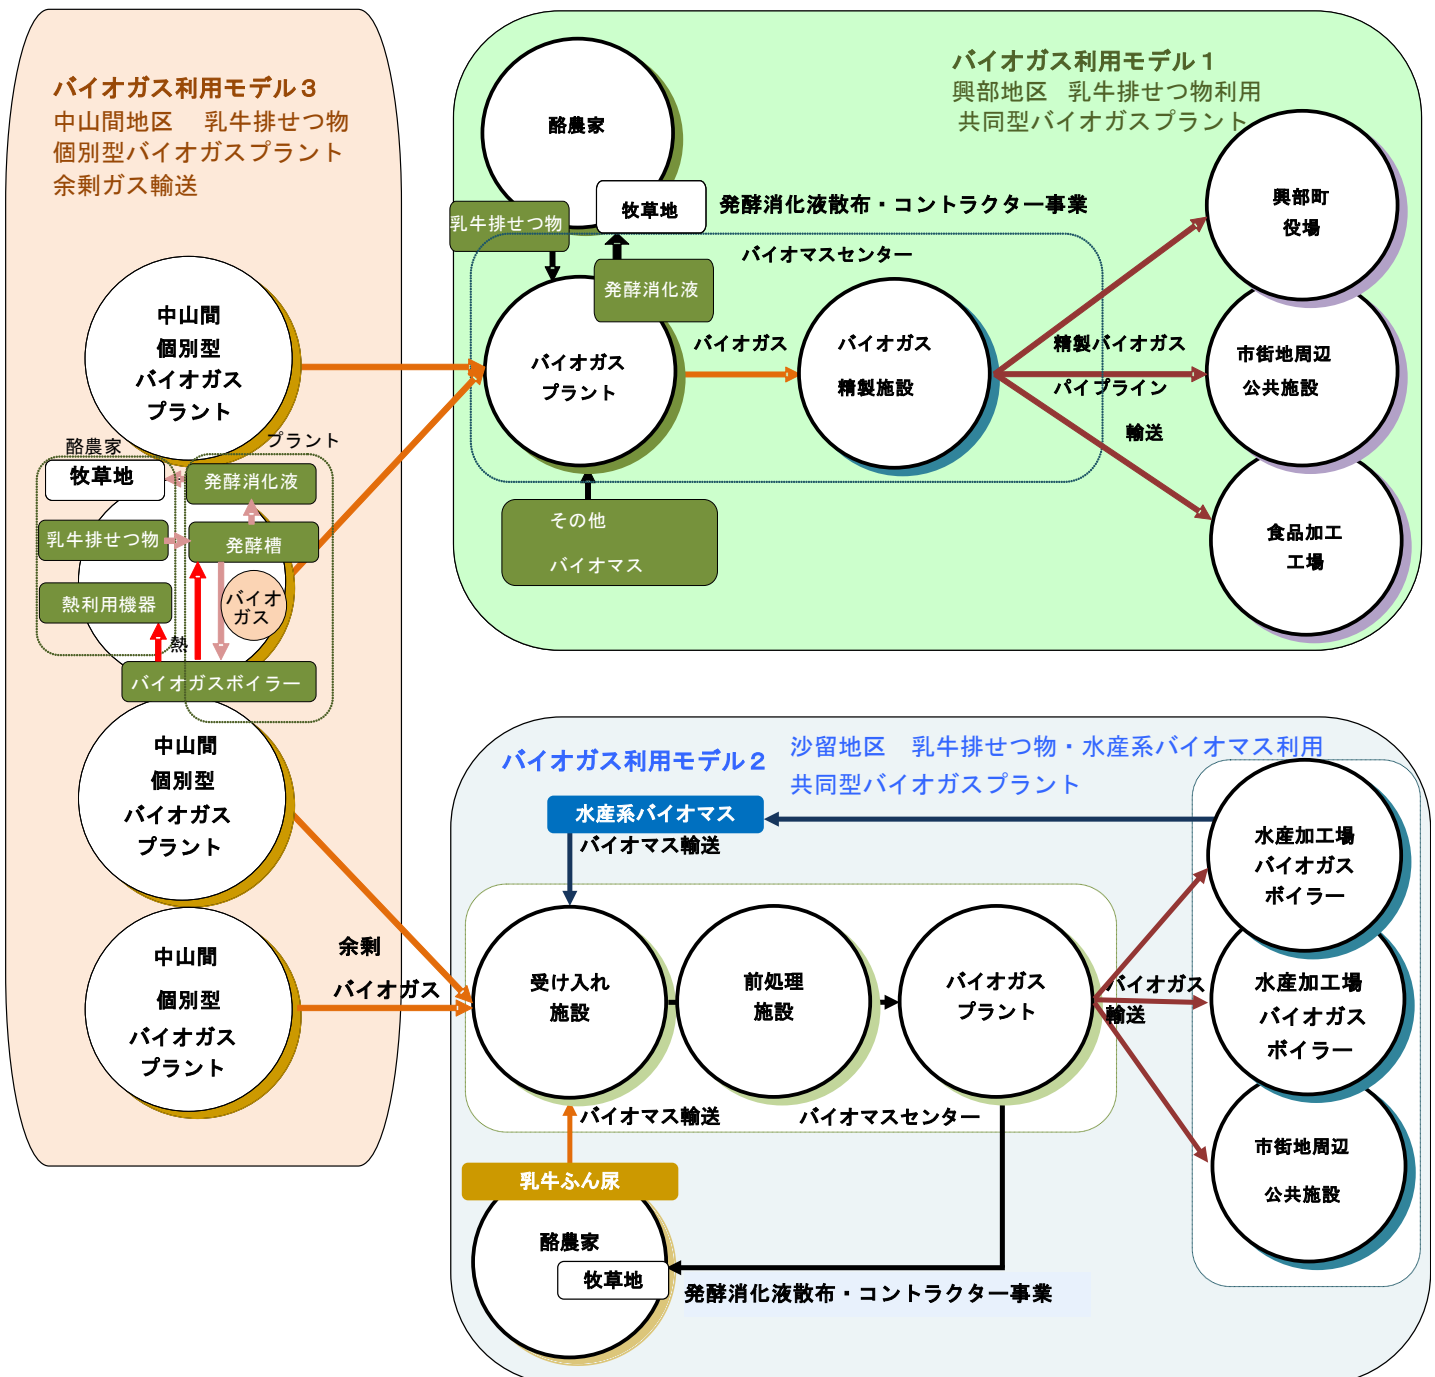 バイオガス利用モデル３
中山間地区　乳牛排せつ物
個別型バイオガスプラント
余剰ガス輸送
中山間
個別型
バイオガス
プラント
酪農家
プラント
牧草地
発酵消化液
乳牛排せつ物
発酵槽
熱利用機器
バイオ
ガス
熱
バイオガスボイラー
中山間
個別型
バイオガス
プラント
中山間
個別型
バイオガス
プラント
余剰
バイオガス
バイオガス利用モデル１
興部地区　乳牛排せつ物利用
共同型バイオガスプラント
酪農家
乳牛排せつ物
牧草地
発酵消化液散布・コントラクター事業
バイオマスセンター
発酵消化液
バイオガス
プラント
バイオガス
バイオガス
精製施設
その他
バイオマス
精製バイオガス
パイプライン
輸送
興部町
役場
市街地周辺
公共施設
食品加工
工場
バイオガス利用モデル２
沙留地区　乳牛排せつ物・水産系バイオマス利用
共同型バイオガスプラント
水産系バイオマス
バイオマス輸送
受け入れ
施設
前処理
施設
バイオガス
プラント
バイオマス輸送
バイオマスセンター
バイオガス
輸送
水産加工場
バイオガス
ボイラー
水産加工場
バイオガス
ボイラー
市街地周辺
公共施設
乳牛ふん尿
酪農家
牧草地
発酵消化液散布・コントラクター事業